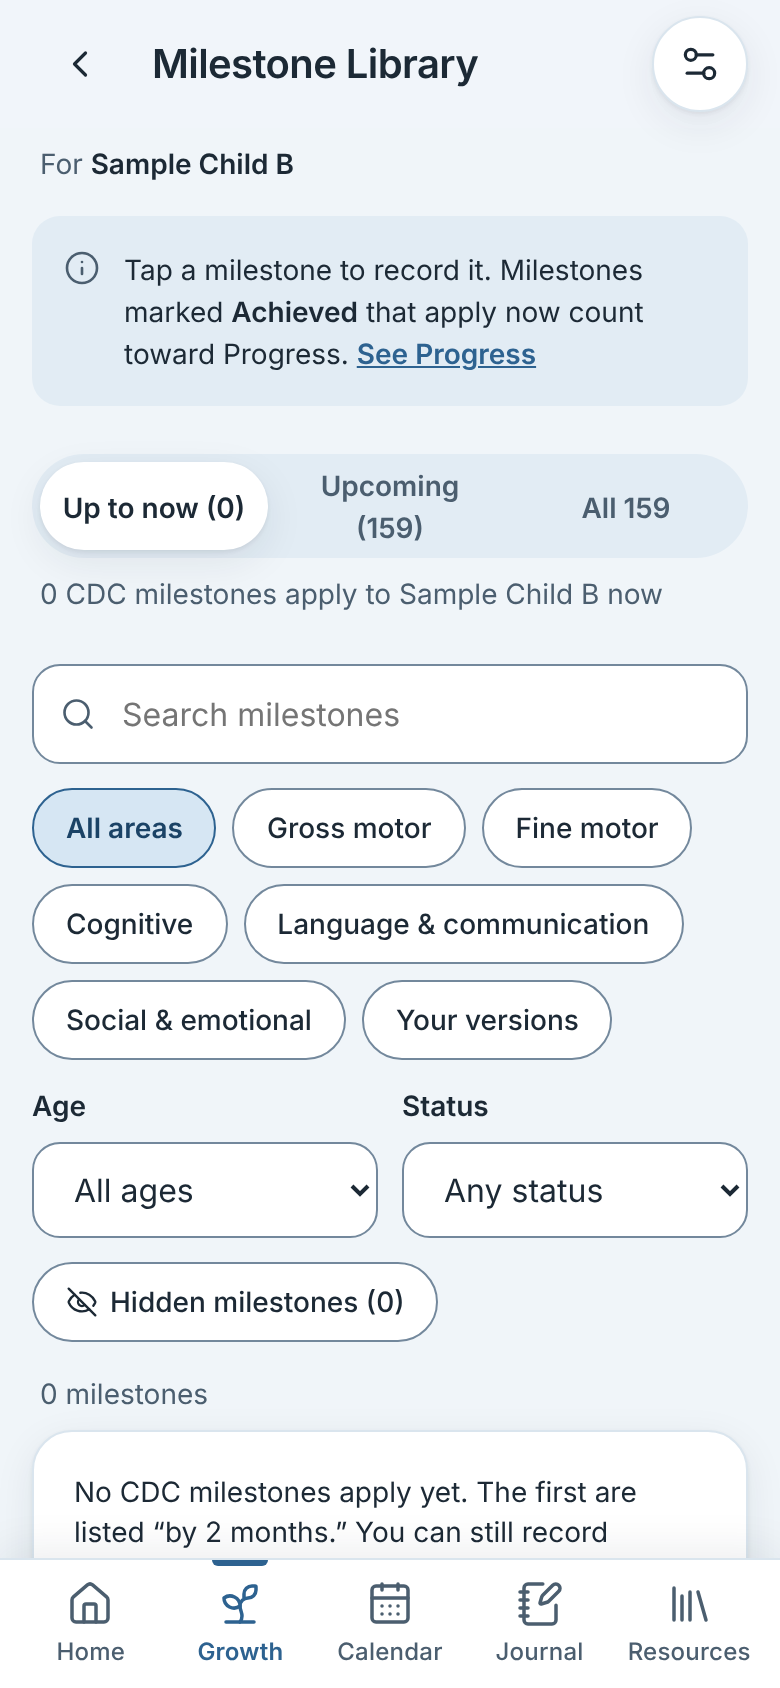 Milestone Library
For Sample Child B
Tap a milestone to record it. Milestones
marked Achieved that apply now count
toward Progress. See Progress
Up to now (0)
Upcoming
(159)
All 159
0 CDC milestones apply to Sample Child B now
Search milestones
All areas
Gross motor
Fine motor
Cognitive
Language & communication
Social & emotional
Your versions
Age
Status
All ages
Any status
Hidden milestones (0)
0 milestones
No CDC milestones apply yet. The first are
listed “by 2 months.” You can still record
Home
Growth
Calendar
Journal
Resources